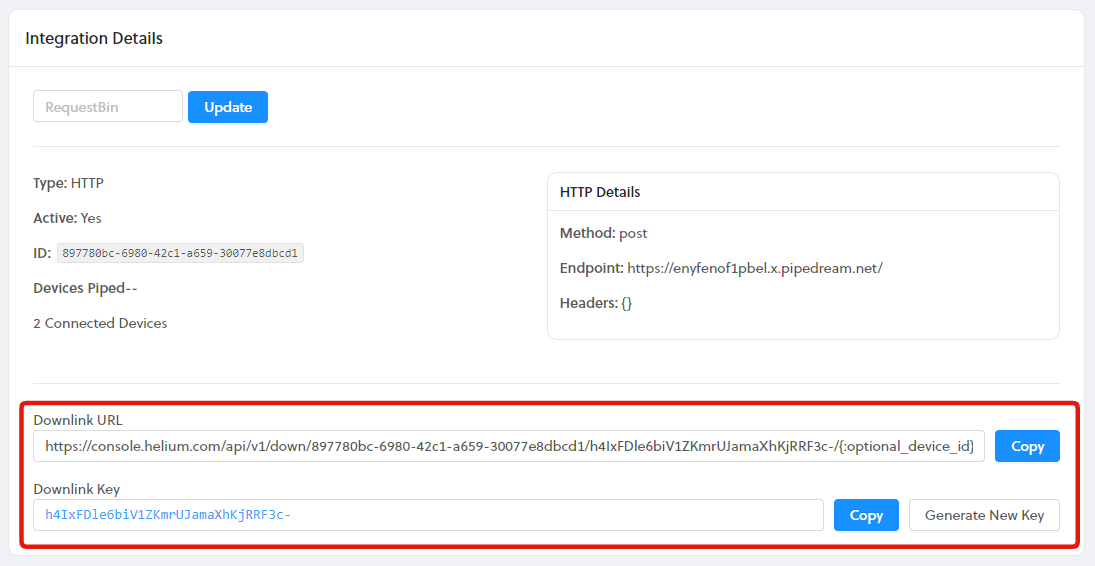 Integration Details
RequestBin
Update
Type: HTTP
Active: Yes
ID: 897780bc-6980-42c1-a659-30077e8dbcd1
Devices Piped--
2 Connected Devices
HTTP Details
Method: post
Endpoint: https://enyfenof1pbel.x.pipedream.net/
Headers: {}
Downlink URL
https://console.helium.com/api/v1/down/897780bc-6980-42c1-a659-30077e8dbcd1/h4IxFDle6biV1ZKmrUJamaXhKjRRF3c-/{:optional_device_id}
Copy
Downlink Key
h4IxFDle6biV1ZKmrUJamaXhKjRRF3c-
Copy
Generate New Key